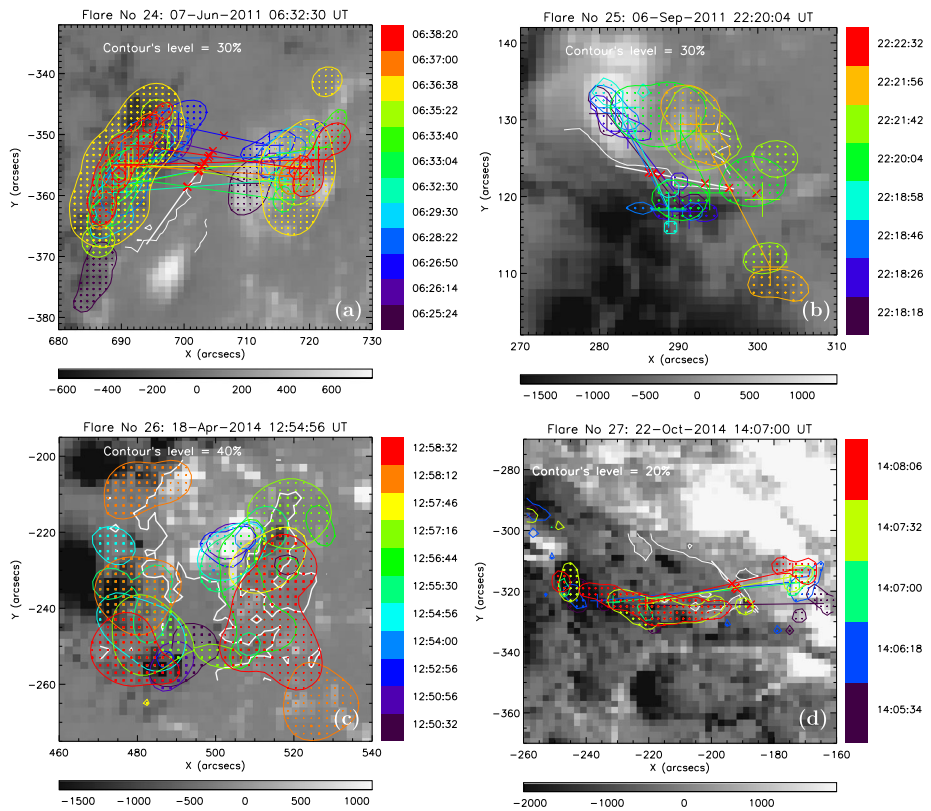 Flare No 24: 07-Jun-2011 06:32:30 UT
Contour's level = 30%
-340
-350
-360
-370
-380
Y (arcsecs)
680 690 700 710 720 730
X (arcsecs)
(a)
06:38:20
06:37:00
06:36:38
06:35:22
06:33:40
06:33:04
06:32:30
06:29:30
06:28:22
06:26:50
06:26:14
06:25:24
-600 -400 -200 0 200 400 600
Flare No 25: 06-Sep-2011 22:20:04 UT
Contour's level = 30%
140
130
120
110
Y (arcsecs)
270 280 290 300 310
X (arcsecs)
(b)
22:22:32
22:21:56
22:21:42
22:20:04
22:18:58
22:18:46
22:18:26
22:18:18
-1500 -1000 -500 0 500 1000
Flare No 26: 18-Apr-2014 12:54:56 UT
Contour's level = 40%
-200
-220
-240
-260
Y (arcsecs)
460 480 500 520 540
X (arcsecs)
(c)
12:58:32
12:58:12
12:57:46
12:57:16
12:56:44
12:55:30
12:54:56
12:54:00
12:52:56
12:50:56
12:50:32
-1500 -1000 -500 0 500 1000
Flare No 27: 22-Oct-2014 14:07:00 UT
Contour's level = 20%
-280
-300
-320
-340
-360
Y (arcsecs)
-260 -240 -220 -200 -180 -160
X (arcsecs)
(d)
14:08:06
14:07:32
14:07:00
14:06:18
14:05:34
-2000 -1000 0 1000